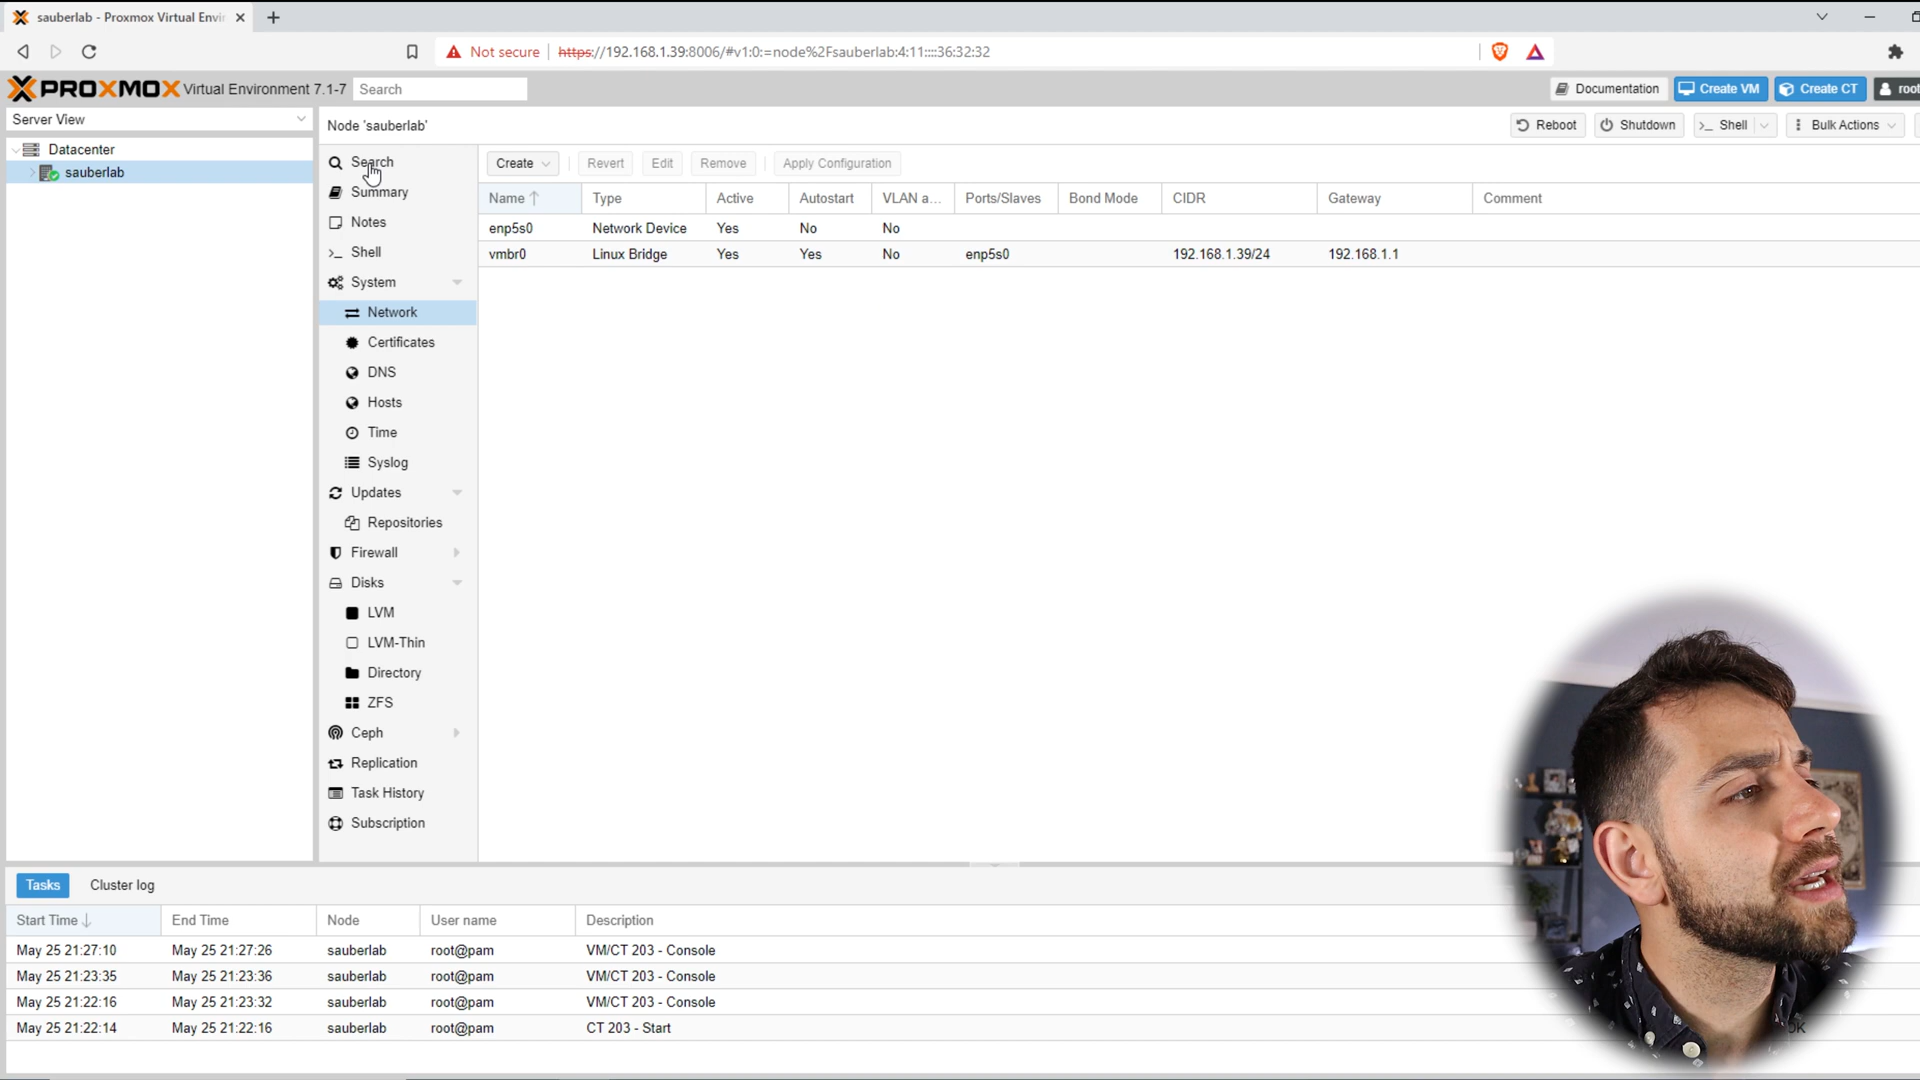 sauberlab - Proxmox Virtual Envir
Not secure https://192.168.1.39:8006/#v1:0:=node%2Fsauberlab:4:11::::36:32:32
PROXMOX Virtual Environment 7.1-7 Search Documentation Create VM Create CT root
Server View
Datacenter
sauberlab
Node 'sauberlab' Reboot Shutdown Shell Bulk Actions
Search
Summary
Notes
Shell
System
Network
Certificates
DNS
Hosts
Time
Syslog
Updates
Repositories
Firewall
Disks
LVM
LVM-Thin
Directory
ZFS
Ceph
Replication
Task History
Subscription
Create Revert Edit Remove Apply Configuration
Name Type Active Autostart VLAN a... Ports/Slaves Bond Mode CIDR Gateway Comment
enp5s0 Network Device Yes No No
vmbr0 Linux Bridge Yes Yes No enp5s0 192.168.1.39/24 192.168.1.1
Tasks Cluster log
Start Time End Time Node User name Description
May 25 21:27:10 May 25 21:27:26 sauberlab root@pam VM/CT 203 - Console
May 25 21:23:35 May 25 21:23:36 sauberlab root@pam VM/CT 203 - Console
May 25 21:22:16 May 25 21:23:32 sauberlab root@pam VM/CT 203 - Console
May 25 21:22:14 May 25 21:22:16 sauberlab root@pam CT 203 - Start OK